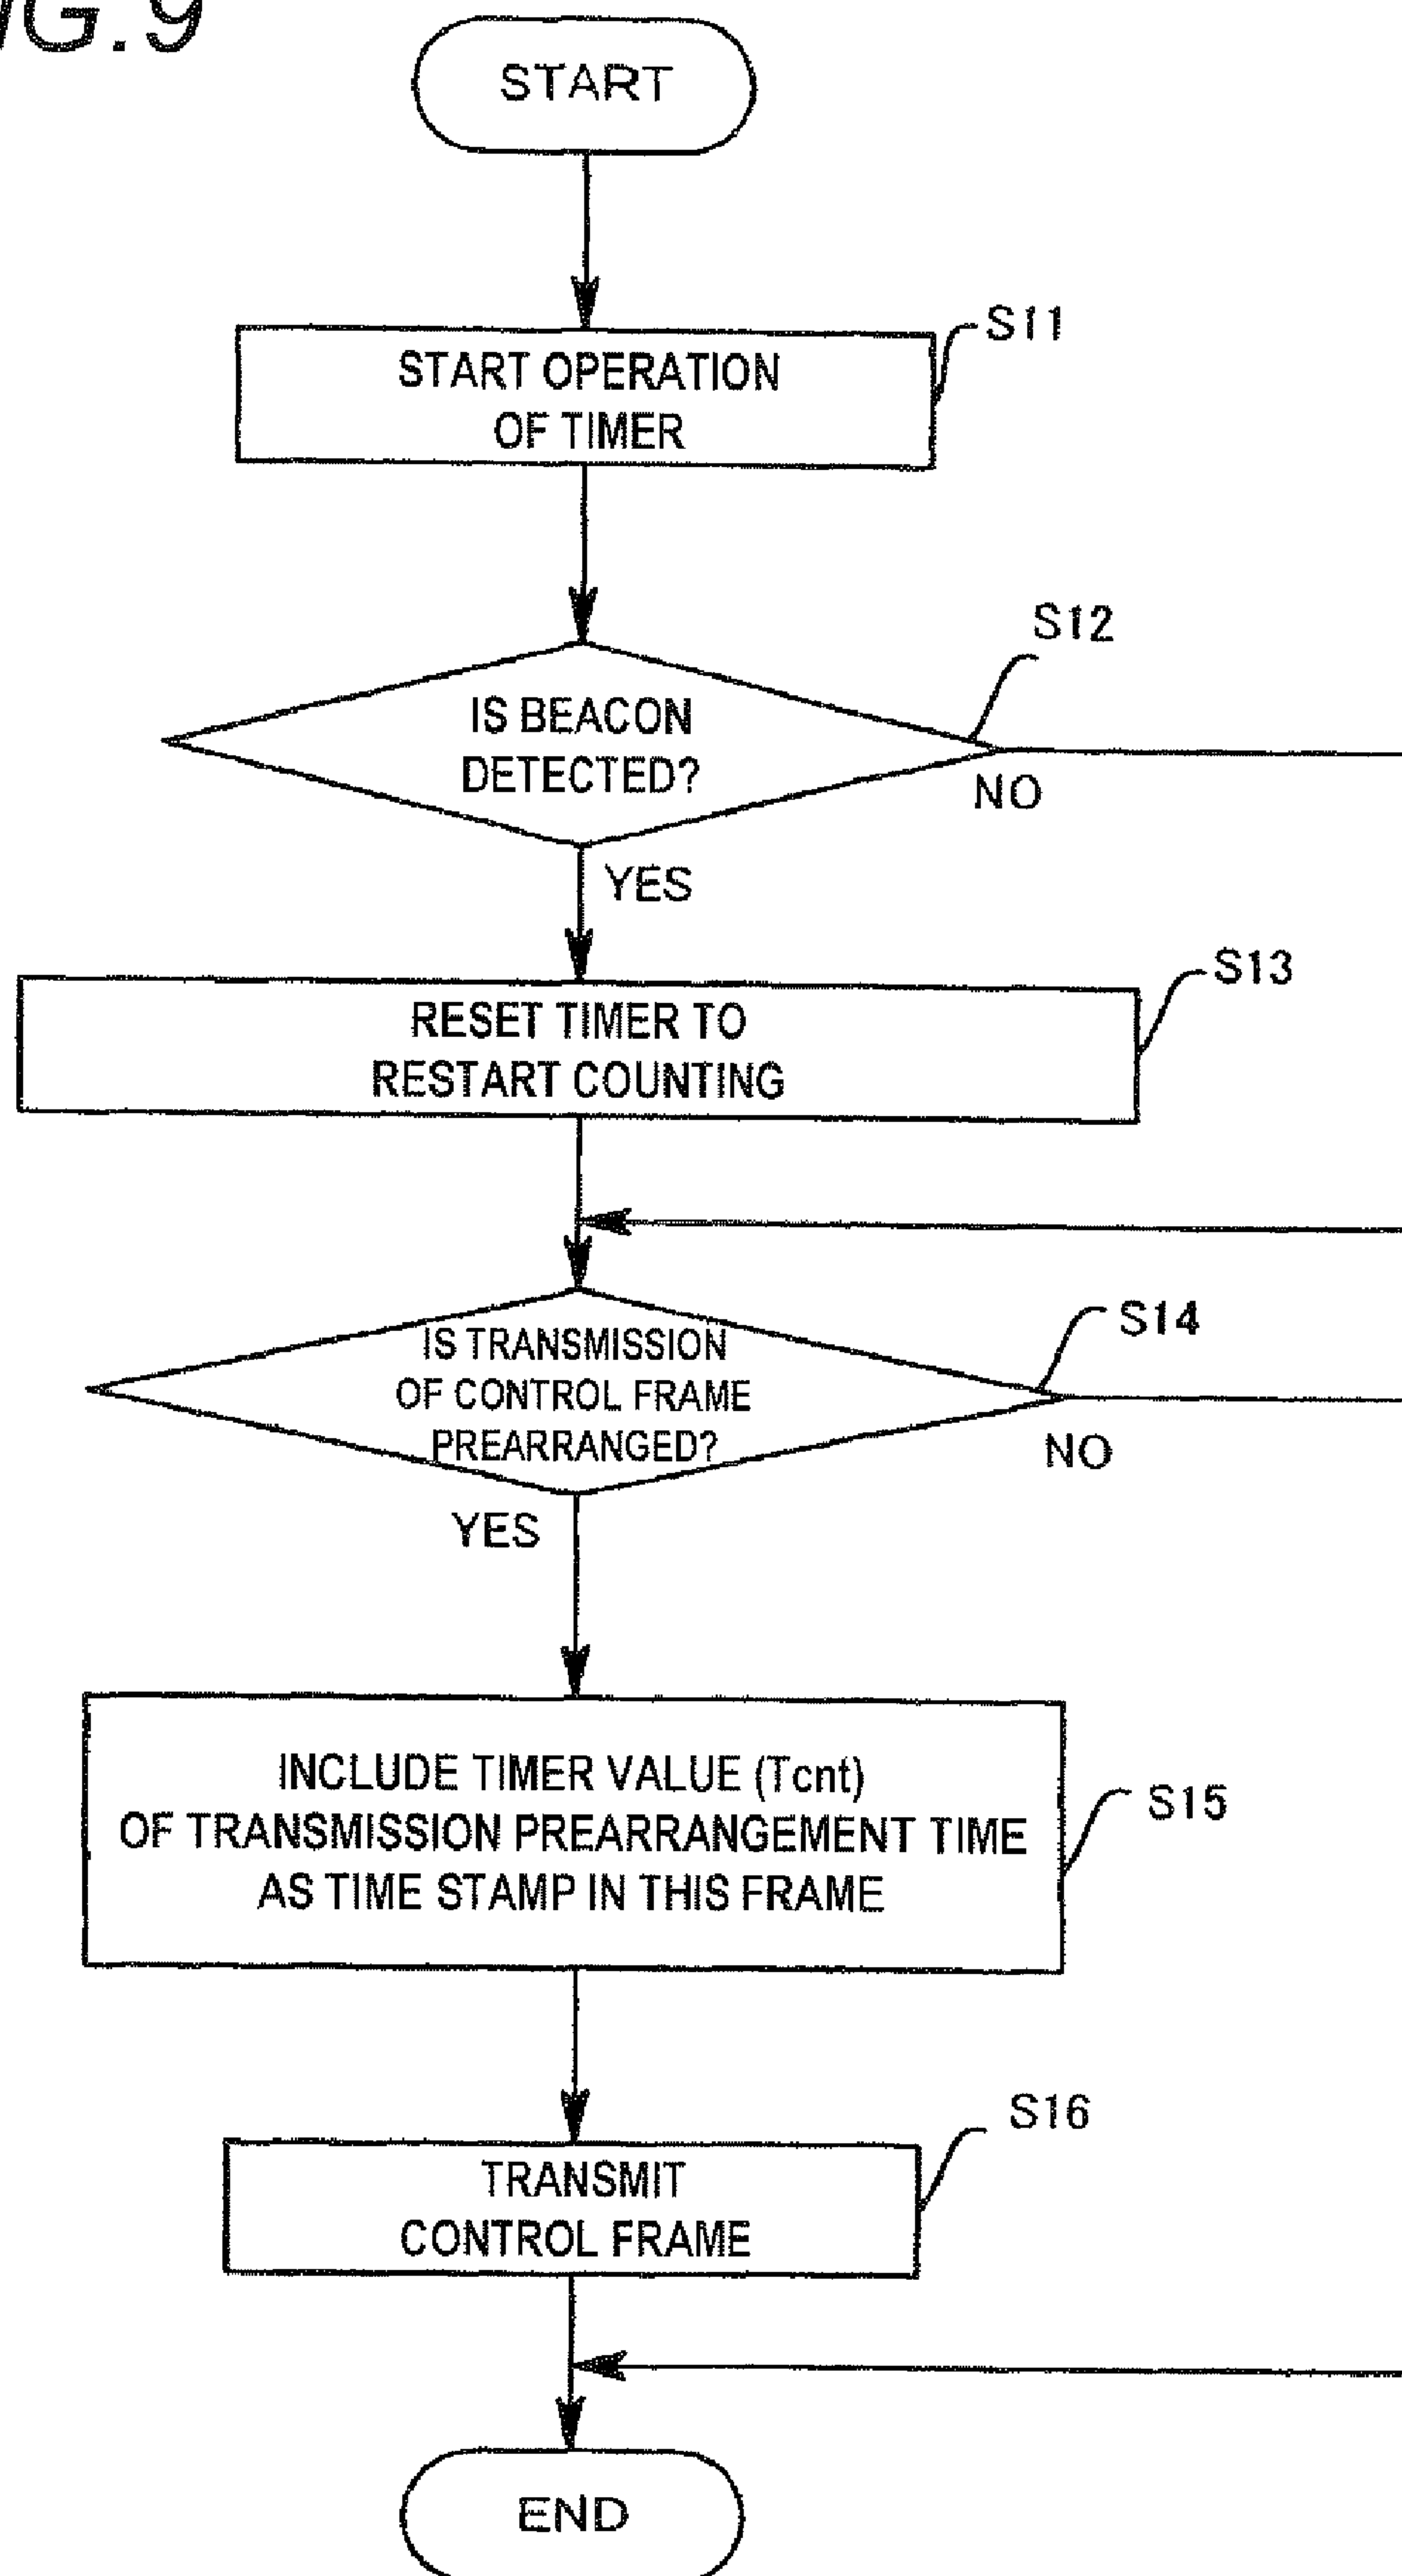 IG.9
START
S11
START OPERATION
OF TIMER
S12
IS BEACON
DETECTED?
NO
YES
S13
RESET TIMER TO
RESTART COUNTING
S14
IS TRANSMISSION
OF CONTROL FRAME
PREARRANGED?
NO
YES
INCLUDE TIMER VALUE (Tcnt)
OF TRANSMISSION PREARRANGEMENT TIME
AS TIME STAMP IN THIS FRAME
S15
S16
TRANSMIT
CONTROL FRAME
END